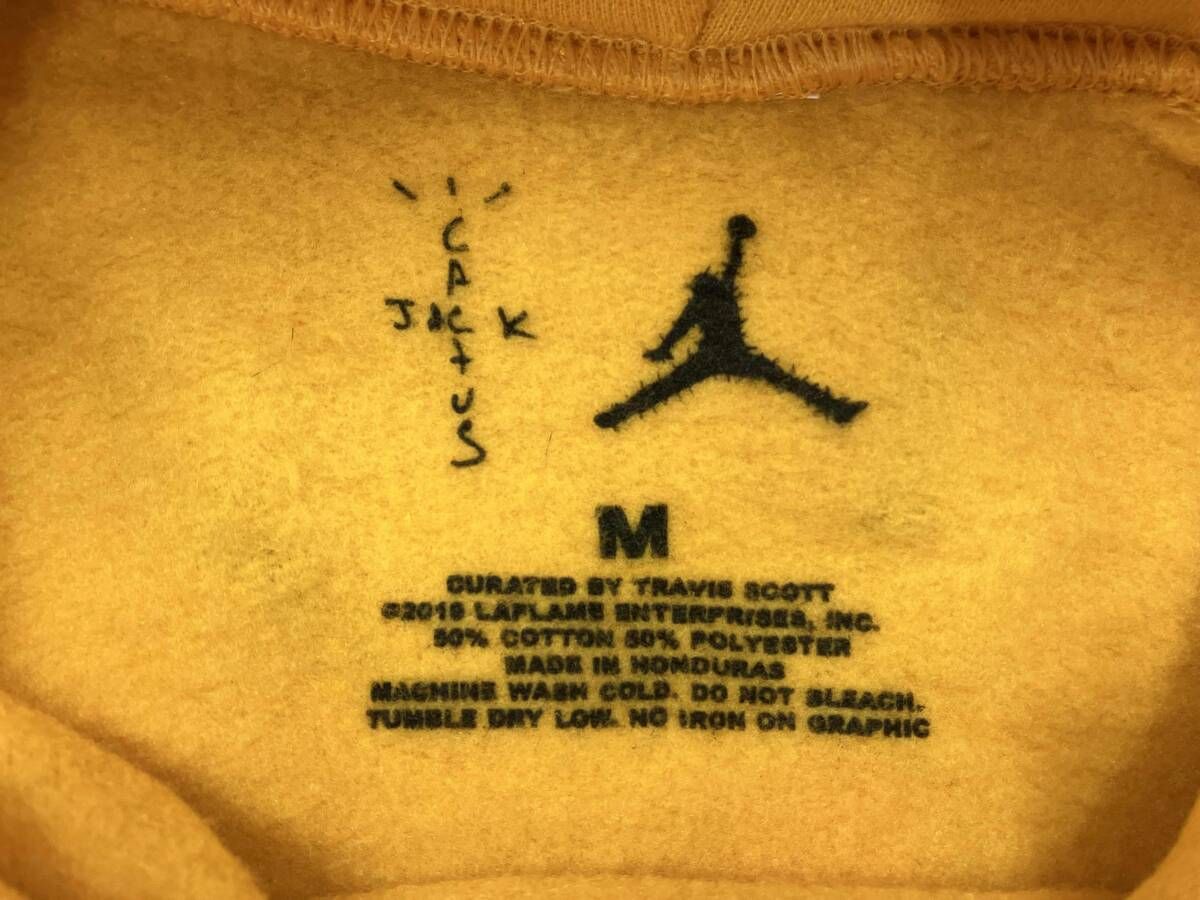 CACTUS
JACK
M
CURATED BY TRAVIS SCOTT
©2019 LAFLAME ENTERPRISES, INC.
50% COTTON 50% POLYESTER
MADE IN HONDURAS
MACHINE WASH COLD. DO NOT BLEACH.
TUMBLE DRY LOW. NO IRON ON GRAPHIC